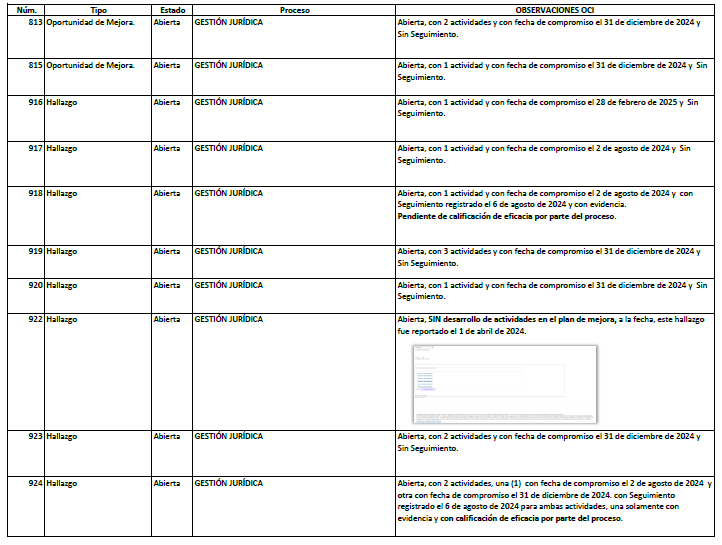 Núm. Tipo Estado Proceso OBSERVACIONES OCI
813 Oportunidad de Mejora. Abierta GESTIÓN JURÍDICA Abierta, con 2 actividades y con fecha de compromiso el 31 de diciembre de 2024 y
Sin Seguimiento.
815 Oportunidad de Mejora. Abierta GESTIÓN JURÍDICA Abierta, con 1 actividad y con fecha de compromiso el 31 de diciembre de 2024 y Sin
Seguimiento.
916 Hallazgo Abierta GESTIÓN JURÍDICA Abierta, con 1 actividad y con fecha de compromiso el 28 de febrero de 2025 y Sin
Seguimiento.
917 Hallazgo Abierta GESTIÓN JURÍDICA Abierta, con 1 actividad y con fecha de compromiso el 2 de agosto de 2024 y Sin
Seguimiento.
918 Hallazgo Abierta GESTIÓN JURÍDICA Abierta, con 1 actividad y con fecha de compromiso el 2 de agosto de 2024 y con
Seguimiento registrado el 6 de agosto de 2024 y con evidencia.
Pendiente de calificación de eficacia por parte del proceso.
919 Hallazgo Abierta GESTIÓN JURÍDICA Abierta, con 3 actividades y con fecha de compromiso el 31 de diciembre de 2024 y
Sin Seguimiento.
920 Hallazgo Abierta GESTIÓN JURÍDICA Abierta, con 1 actividad y con fecha de compromiso el 31 de diciembre de 2024 y Sin
Seguimiento.
922 Hallazgo Abierta GESTIÓN JURÍDICA Abierta, SIN desarrollo de actividades en el plan de mejora, a la fecha, este hallazgo
fue reportado el 1 de abril de 2024.
923 Hallazgo Abierta GESTIÓN JURÍDICA Abierta, con 2 actividades y con fecha de compromiso el 31 de diciembre de 2024 y
Sin Seguimiento.
924 Hallazgo Abierta GESTIÓN JURÍDICA Abierta, con 2 actividades, una (1) con fecha de compromiso el 2 de agosto de 2024 y
otra con fecha de compromiso el 31 de diciembre de 2024. con Seguimiento
registrado el 6 de agosto de 2024 para ambas actividades, una solamente con
evidencia y con calificación de eficacia por parte del proceso.